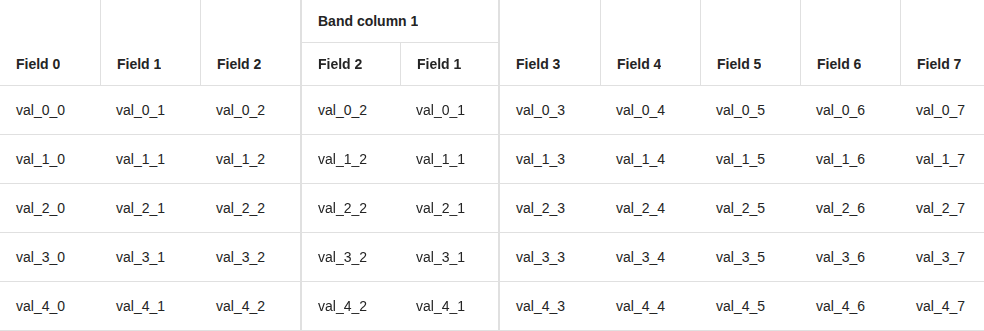 Band column 1
Field 0 Field 1 Field 2 Field 2 Field 1 Field 3 Field 4 Field 5 Field 6 Field 7
val_0_0 val_0_1 val_0_2 val_0_2 val_0_1 val_0_3 val_0_4 val_0_5 val_0_6 val_0_7
val_1_0 val_1_1 val_1_2 val_1_2 val_1_1 val_1_3 val_1_4 val_1_5 val_1_6 val_1_7
val_2_0 val_2_1 val_2_2 val_2_2 val_2_1 val_2_3 val_2_4 val_2_5 val_2_6 val_2_7
val_3_0 val_3_1 val_3_2 val_3_2 val_3_1 val_3_3 val_3_4 val_3_5 val_3_6 val_3_7
val_4_0 val_4_1 val_4_2 val_4_2 val_4_1 val_4_3 val_4_4 val_4_5 val_4_6 val_4_7